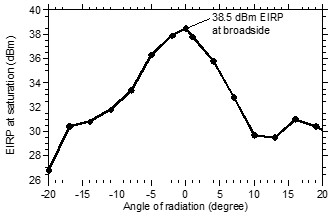 EIRP at saturation (dBm)
40
38
36
34
32
30
28
26
38.5 dBm EIRP
at broadside
-20 -15 -10 -5 0 5 10 15 20
Angle of radiation (degree)